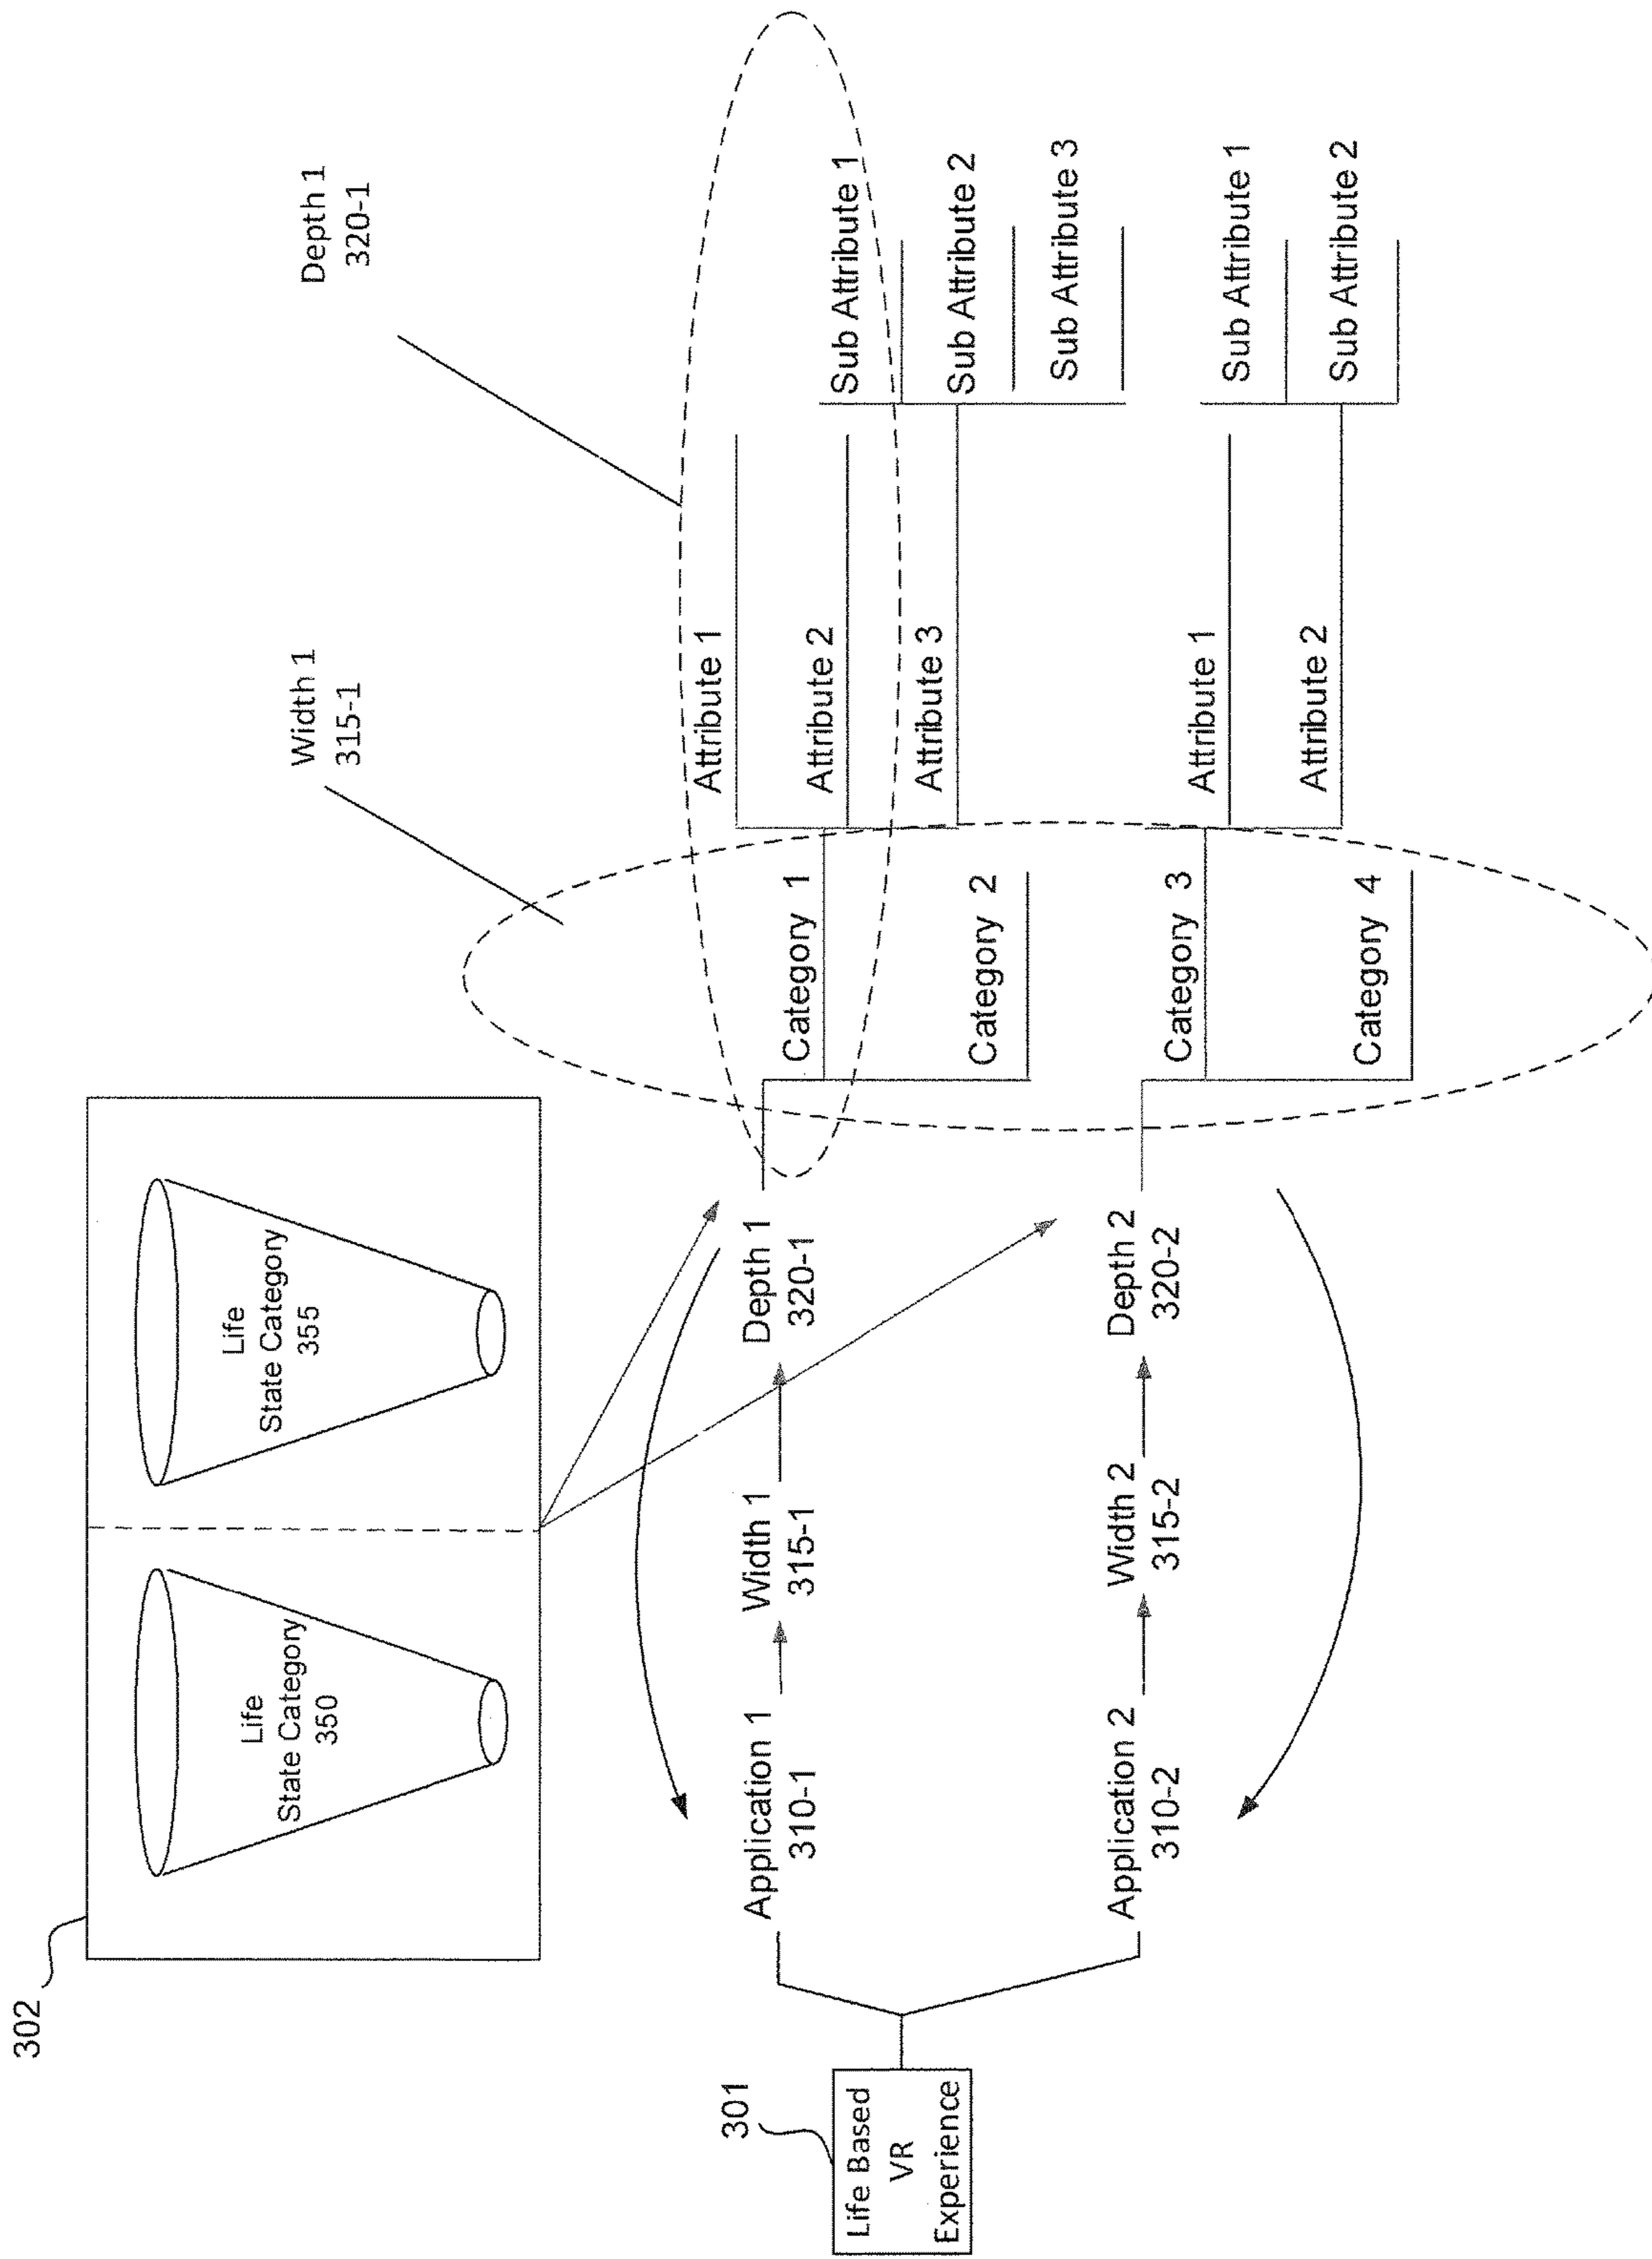 302
Life
State Category
350
Life
State Category
355
Width 1
315-1
Depth 1
320-1
301
Life Based
VR
Experience
Application 1
310-1
Width 1
315-1
Depth 1
320-1
Application 2
310-2
Width 2
315-2
Depth 2
320-2
Category 1
Category 2
Category 3
Category 4
Attribute 1
Attribute 2
Attribute 3
Sub Attribute 1
Sub Attribute 2
Sub Attribute 3
Attribute 1
Attribute 2
Sub Attribute 1
Sub Attribute 2